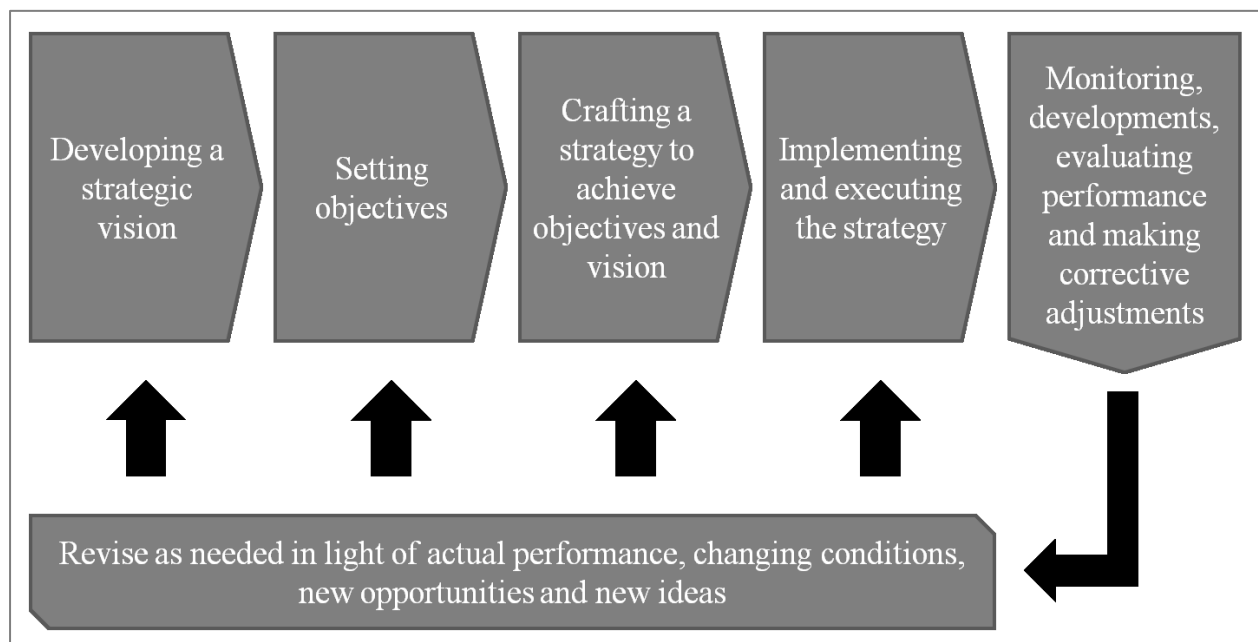 Developing a
strategic
vision
Setting
objectives
Crafting a
strategy to
achieve
objectives and
vision
Implementing
and executing
the strategy
Monitoring,
developments,
evaluating
performance
and making
corrective
adjustments
Revise as needed in light of actual performance, changing conditions,
new opportunities and new ideas